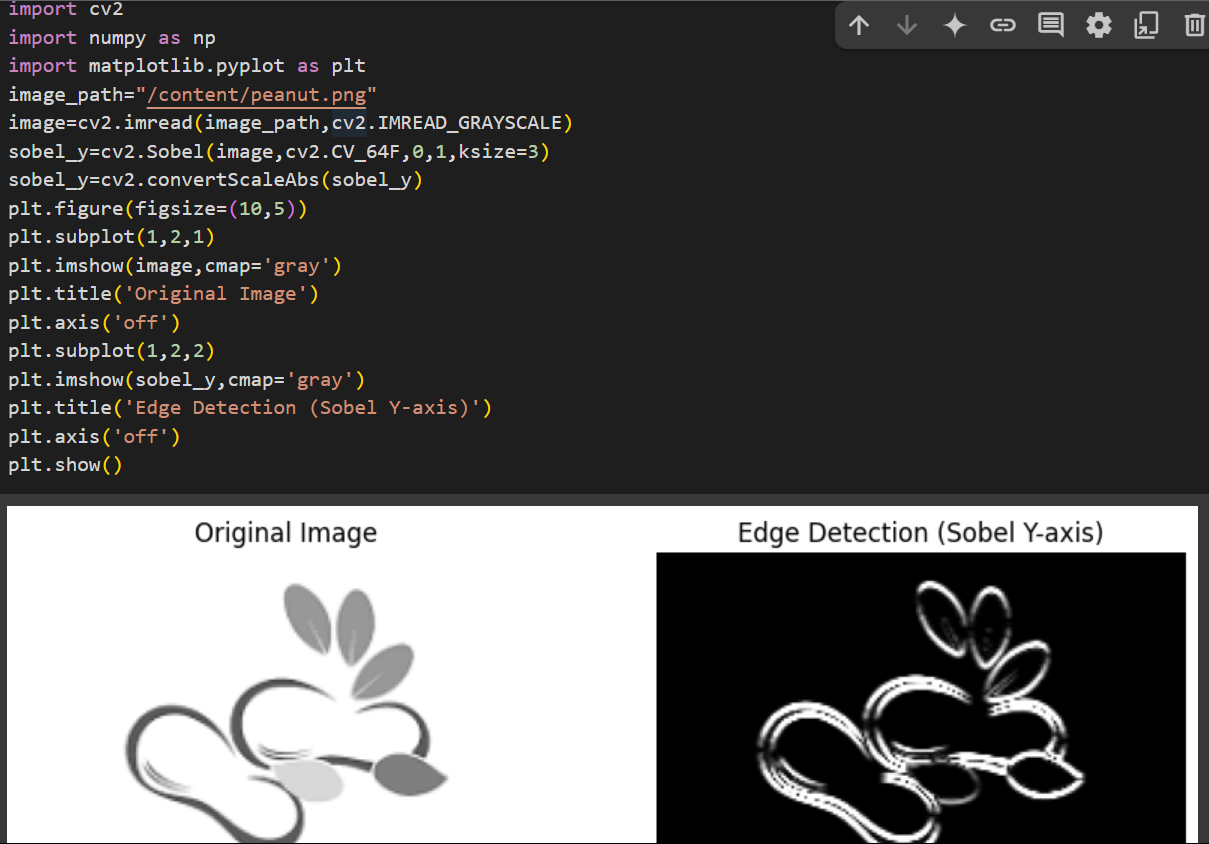 import cv2
import numpy as np
import matplotlib.pyplot as plt
image_path="/content/peanut.png"
image=cv2.imread(image_path,cv2.IMREAD_GRAYSCALE)
sobel_y=cv2.Sobel(image,cv2.CV_64F,0,1,ksize=3)
sobel_y=cv2.convertScaleAbs(sobel_y)
plt.figure(figsize=(10,5))
plt.subplot(1,2,1)
plt.imshow(image,cmap='gray')
plt.title('Original Image')
plt.axis('off')
plt.subplot(1,2,2)
plt.imshow(sobel_y,cmap='gray')
plt.title('Edge Detection (Sobel Y-axis)')
plt.axis('off')
plt.show()
Original Image
Edge Detection (Sobel Y-axis)